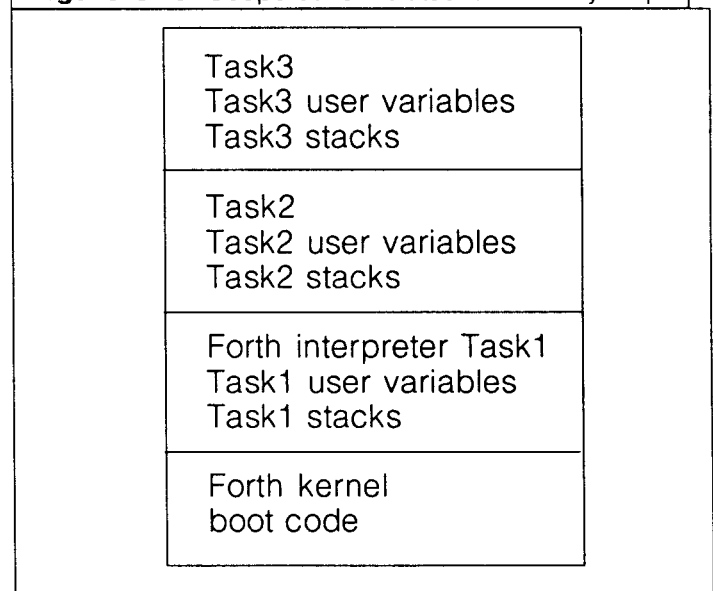 Task3
Task3 user variables
Task3 stacks
Task2
Task2 user variables
Task2 stacks
Forth interpreter Task1
Task1 user variables
Task1 stacks
Forth kernel
boot code